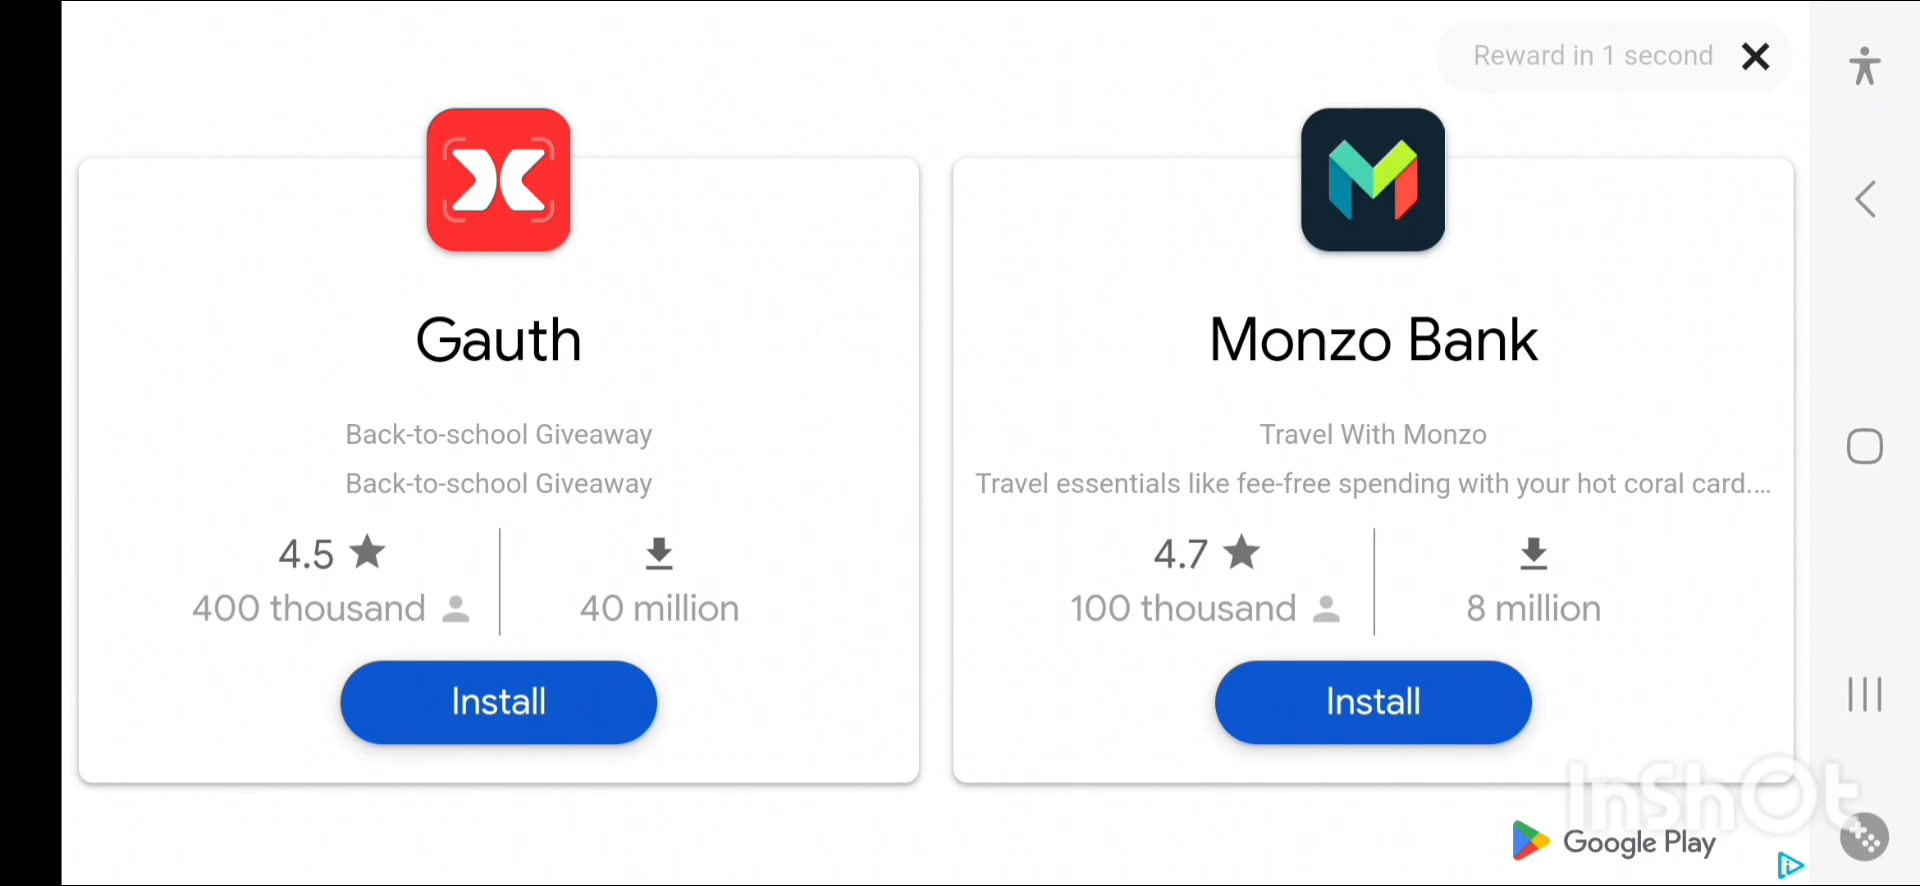 Reward in 1 second
Gauth
Back-to-school Giveaway
Back-to-school Giveaway
4.5
400 thousand
40 million
Install
Monzo Bank
Travel With Monzo
Travel essentials like fee-free spending with your hot coral card....
4.7
100 thousand
8 million
Install
InShOt
Google Play